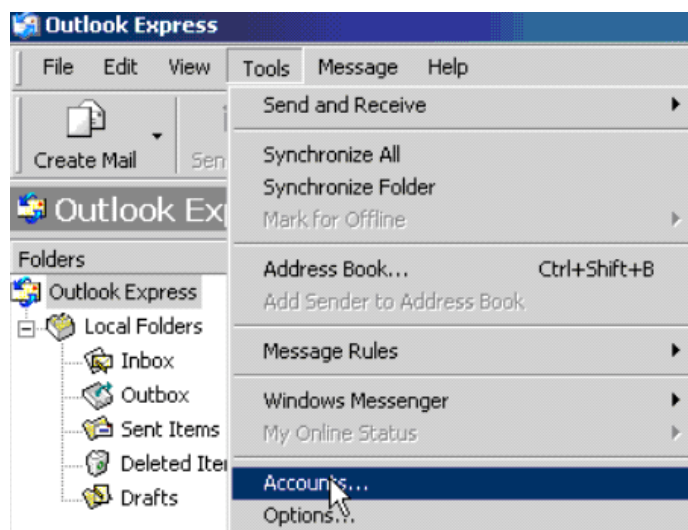 Outlook Express
File Edit View Tools Message Help
Create Mail
Outlook
Folders
Outlook Express
Local Folders
Inbox
Outbox
Sent Items
Deleted
Drafts
Send and Receive
Synchronize All
Synchronize Folder
Mark for Offline
Address Book... Ctrl+Shift+B
Add Sender to Address Book
Message Rules
Windows Messenger
My Online Status
Accounts...
Options...